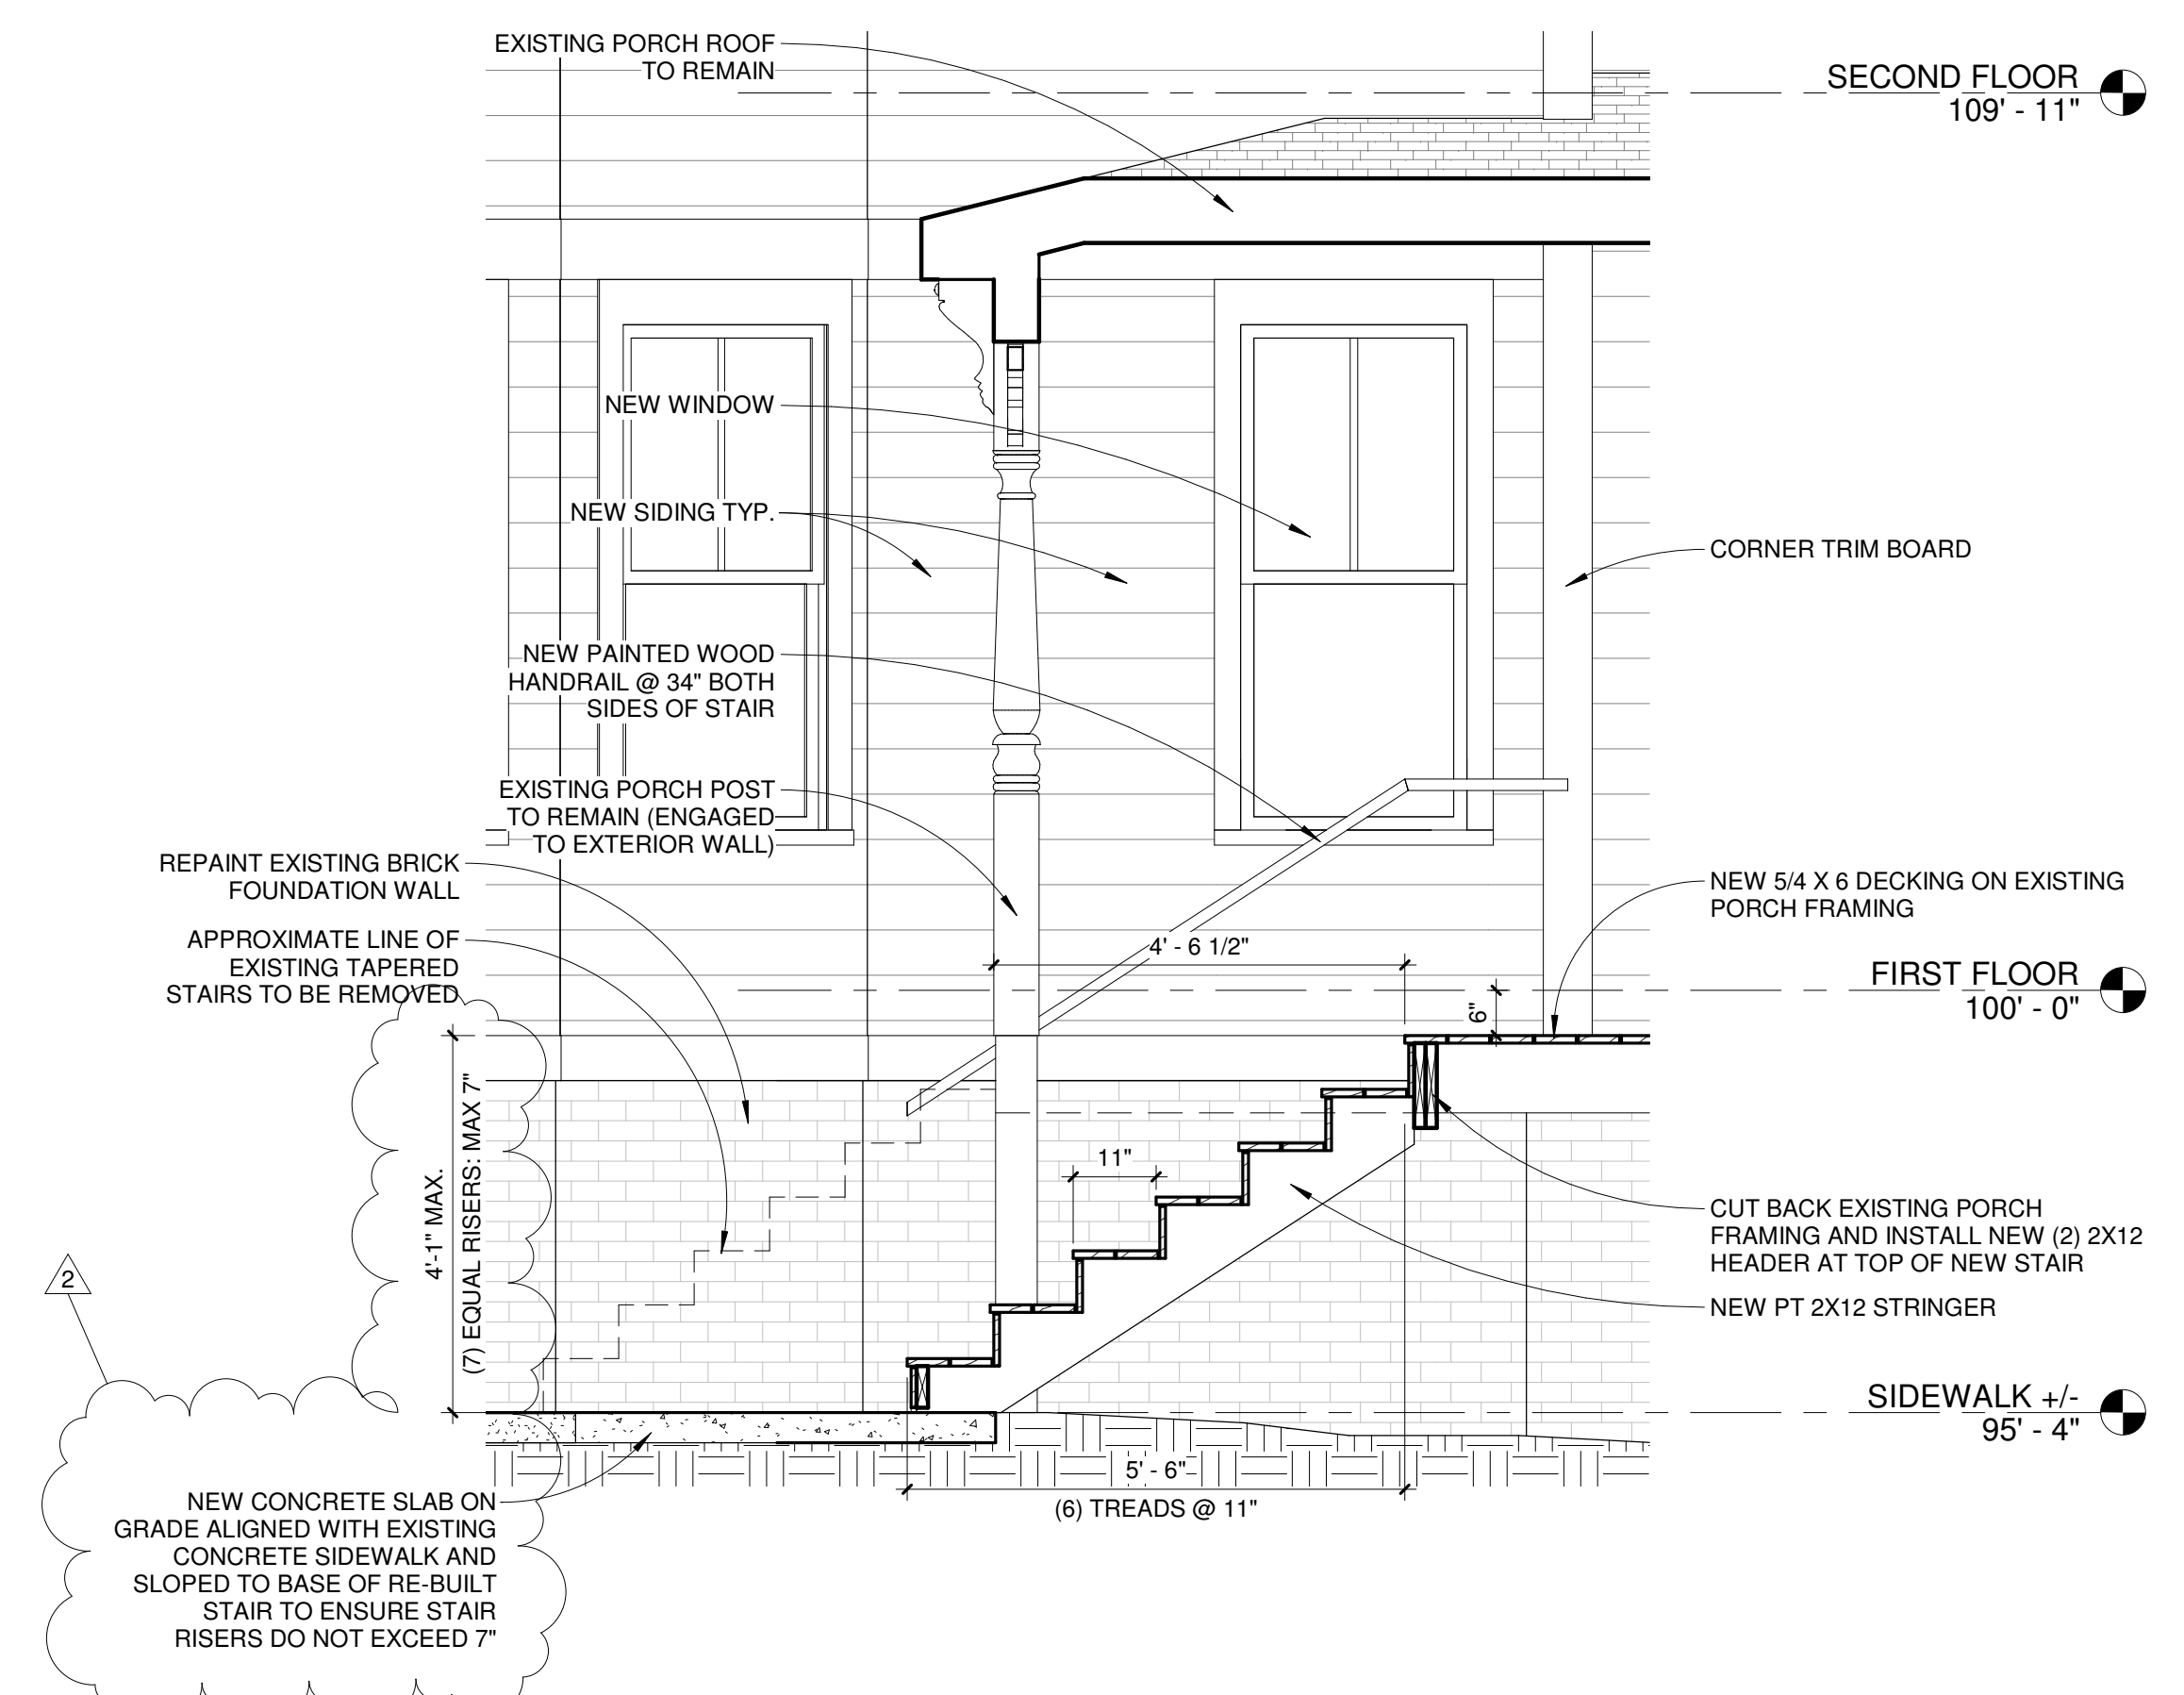 EXISTING PORCH ROOF
TO REMAIN
SECOND FLOOR
109' - 11"
NEW WINDOW
NEW SIDING TYP.
CORNER TRIM BOARD
NEW PAINTED WOOD
HANDRAIL @ 34" BOTH
SIDES OF STAIR
EXISTING PORCH POST
TO REMAIN (ENGAGED
TO EXTERIOR WALL)
REPAINT EXISTING BRICK
FOUNDATION WALL
NEW 5/4 X 6 DECKING ON EXISTING
PORCH FRAMING
APPROXIMATE LINE OF
EXISTING TAPERED
STAIRS TO BE REMOVED
4' - 6 1/2"
FIRST FLOOR
100' - 0"
6"
4'-1" MAX.
(7) EQUAL RISERS: MAX 7"
11"
CUT BACK EXISTING PORCH
FRAMING AND INSTALL NEW (2) 2X12
HEADER AT TOP OF NEW STAIR
NEW PT 2X12 STRINGER
2
SIDEWALK +/-
95' - 4"
5' - 6"
(6) TREADS @ 11"
NEW CONCRETE SLAB ON
GRADE ALIGNED WITH EXISTING
CONCRETE SIDEWALK AND
SLOPED TO BASE OF RE-BUILT
STAIR TO ENSURE STAIR
RISERS DO NOT EXCEED 7"